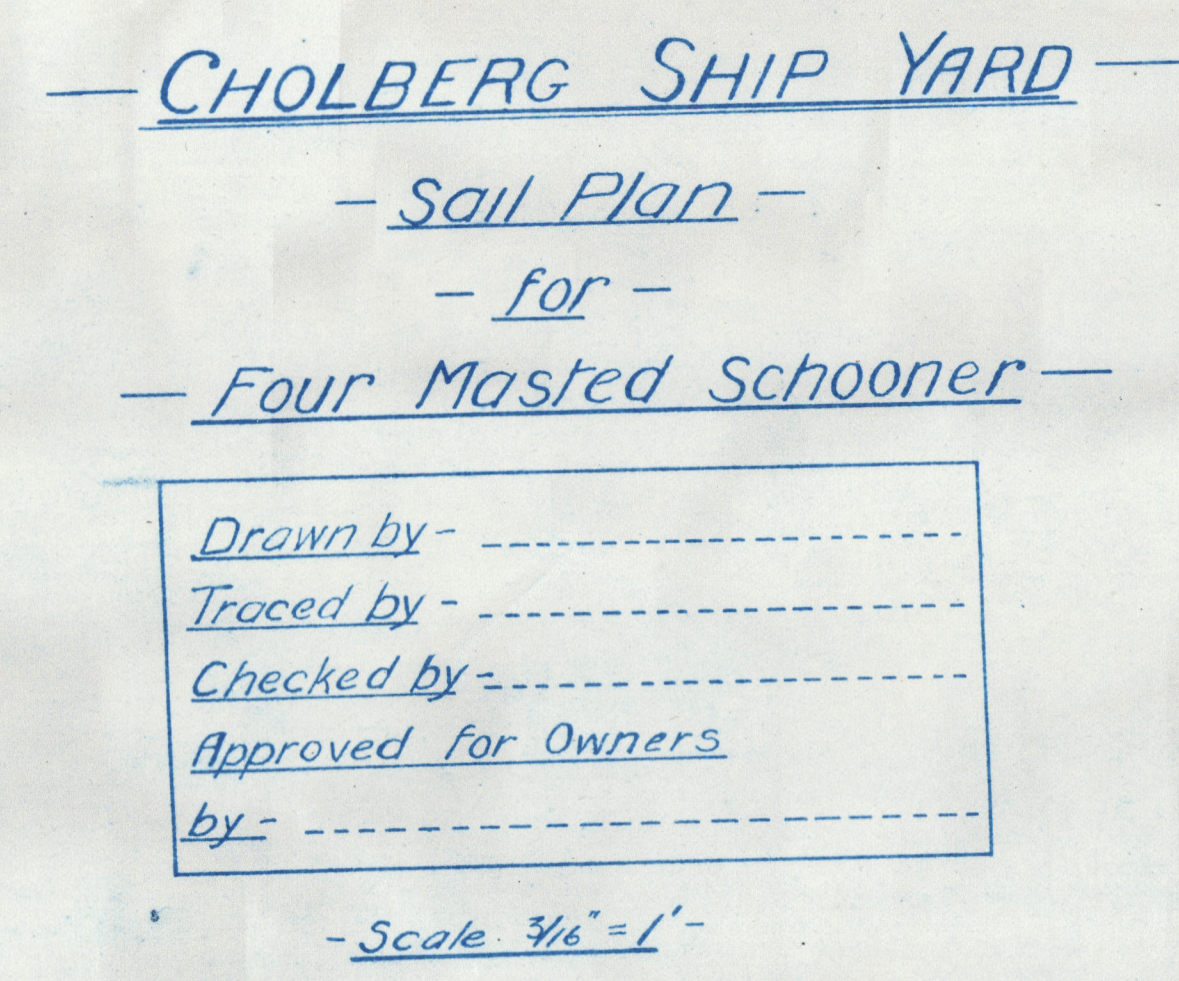 — CHOLBERG SHIP YARD —
- Sail Plan -
- for -
- Four Masted Schooner -
Drawn by -
Traced by -
Checked by -
Approved for Owners
by -
- Scale. 3/16" = 1' -